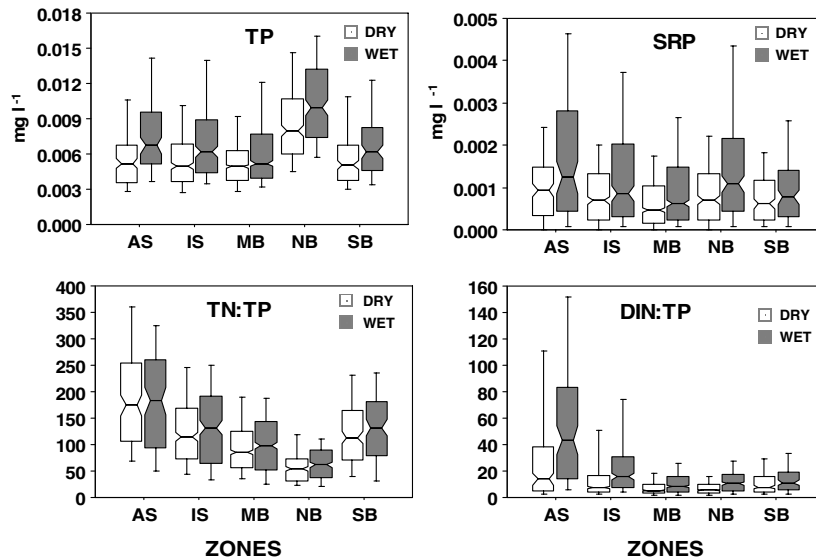 TP
DRY
WET
mg l-1
0.018
0.015
0.012
0.009
0.006
0.003
0.000
AS IS MB NB SB
SRP
DRY
WET
mg l-1
0.005
0.004
0.003
0.002
0.001
0.000
AS IS MB NB SB
TN:TP
DRY
WET
400
350
300
250
200
150
100
50
0
AS IS MB NB SB
ZONES
DIN:TP
DRY
WET
160
140
120
100
80
60
40
20
0
AS IS MB NB SB
ZONES